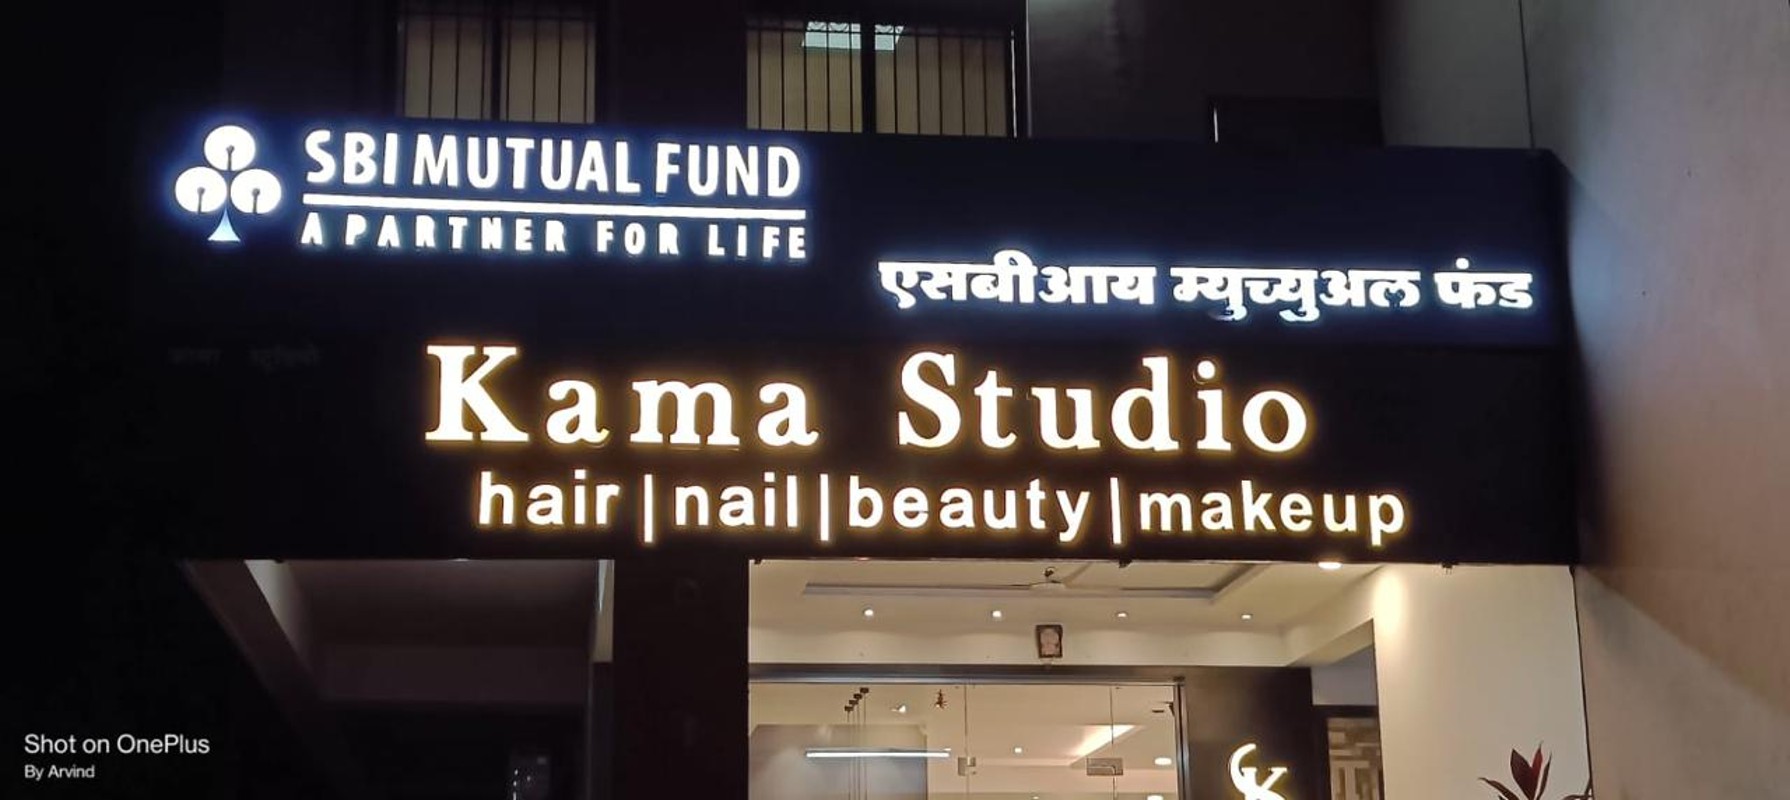 SBI MUTUAL FUND
A PARTNER FOR LIFE
एसबीआय म्युच्युअल फंड
Kama Studio
hair|nail|beauty|makeup
Shot on OnePlus
By Arvind